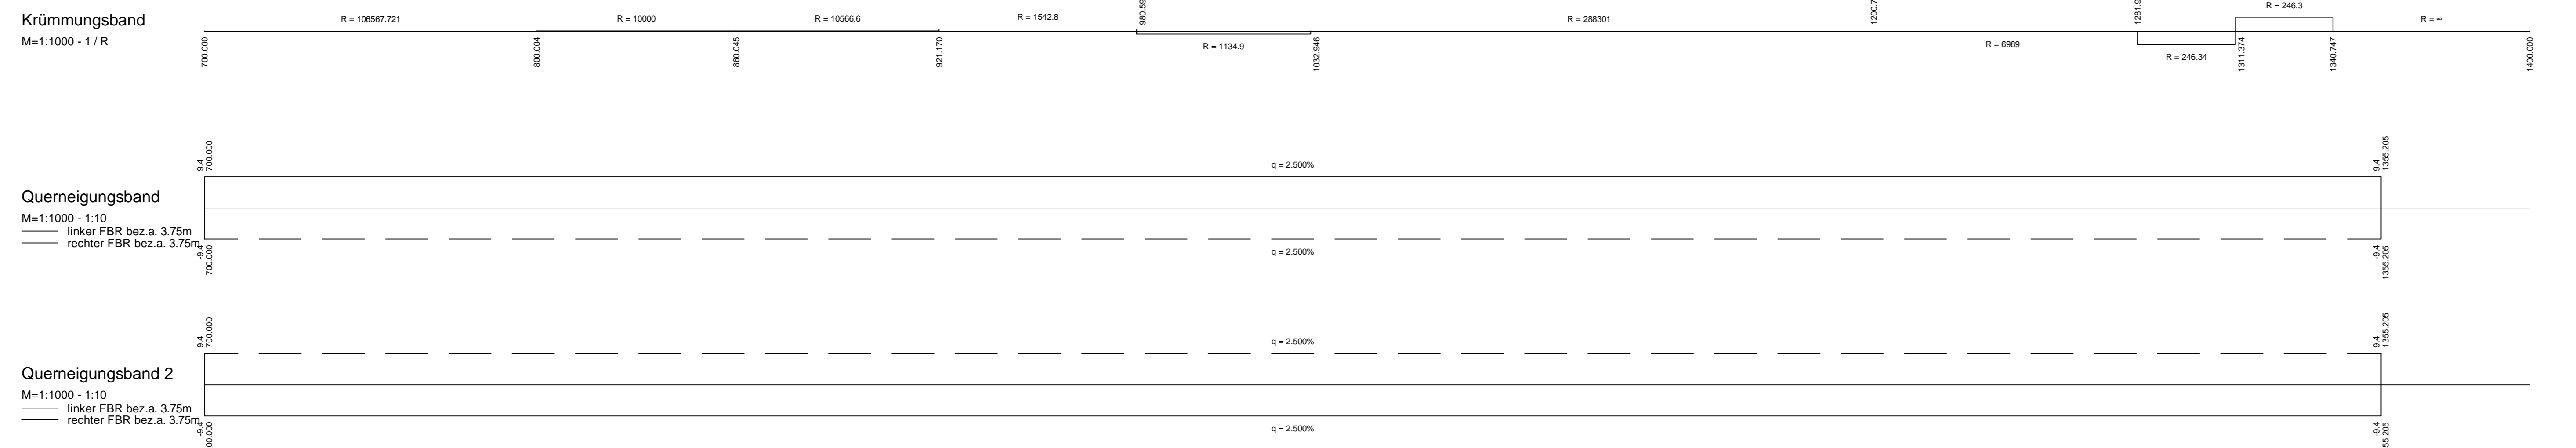 Krümmungsband
M=1:1000 - 1 / R
R = 106567.721
R = 10000
R = 10566.6
R = 1542.8
R = 1134.9
R = 288301
R = 6989
R = 246.34
R = 246.3
R = ∞
700.000
800.004
860.045
921.170
1032.946
1311.374
1340.747
1400.000
Querneigungsband
M=1:1000 - 1:10
linker FBR bez.a. 3.75m
rechter FBR bez.a. 3.75m
9.4
700.000
q = 2.500%
9.4
1355.205
-9.4
700.000
q = 2.500%
-9.4
1355.205
Querneigungsband 2
M=1:1000 - 1:10
linker FBR bez.a. 3.75m
rechter FBR bez.a. 3.75m
9.4
700.000
q = 2.500%
9.4
1355.205
-9.4
q = 2.500%
-9.4